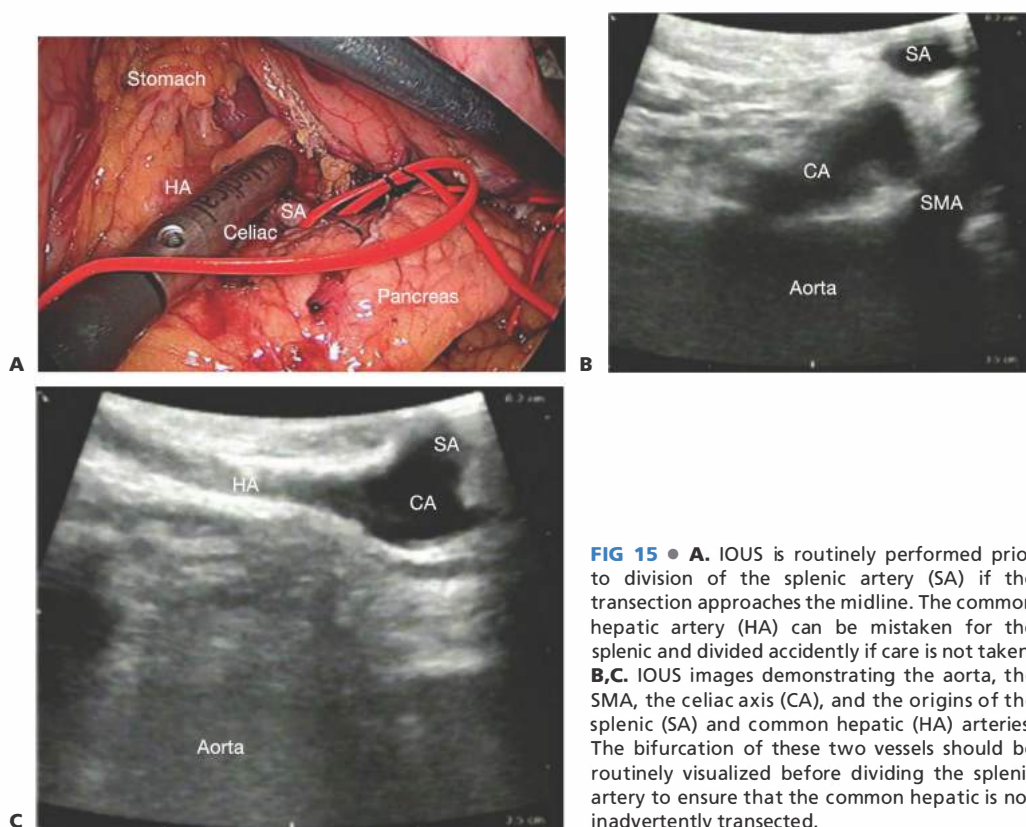 Stomach
HA
SA
Celiac
Pancreas
A
SA
CA
SMA
Aorta
B
SA
HA
CA
Aorta
C
FIG 15 ● A. IOUS is routinely performed prio
to division of the splenic artery (SA) if the
transection approaches the midline. The common
hepatic artery (HA) can be mistaken for the
splenic and divided accidently if care is not taken
B,C. IOUS images demonstrating the aorta, the
SMA, the celiac axis (CA), and the origins of the
splenic (SA) and common hepatic (HA) arteries
The bifurcation of these two vessels should be
routinely visualized before dividing the spleni
artery to ensure that the common hepatic is no
inadvertently transected.